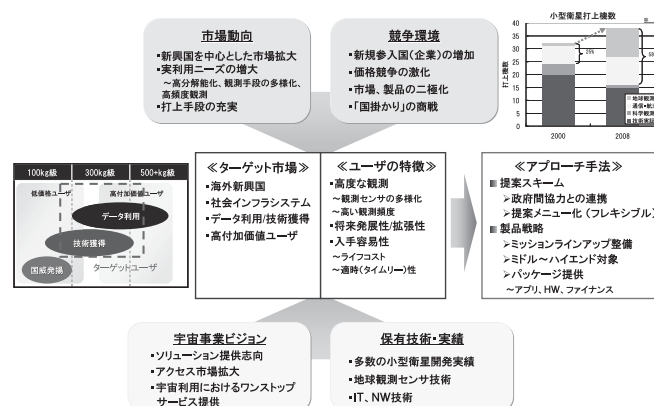 市場動向
▪新興国を中心とした市場拡大
▪実利用ニーズの増大
～高分解能化、観測手段の多様化、
高頻度観測
▪打上手段の充実
競争環境
▪新規参入国(企業)の増加
▪価格競争の激化
▪市場、製品の二極化
▪「国掛かり」の商戦
小型衛星打上機数
打上機数
40
35
30
25
20
15
10
5
0
25%
2000
2008
地球観測
通信・航
科学観測
技術実証
100kg級
300kg級
500+kg級
低価格ユーザ
高付加価値ユーザ
データ利用
技術獲得
国威発揚
ターゲットユーザ
≪ターゲット市場≫
▪海外新興国
▪社会インフラシステム
▪データ利用/技術獲得
▪高付加価値ユーザ
≪ユーザの特徴≫
▪高度な観測
～観測センサの多様化
～高い観測頻度
▪将来発展性/拡張性
▪入手容易性
～ライフコスト
～適時(タイムリー)性
≪アプローチ手法≫
■ 提案スキーム
➢政府間協力との連携
➢提案メニュー化(フレキシブル)
■ 製品戦略
➢ミッションラインアップ整備
➢ミドル～ハイエンド対象
➢パッケージ提供
～アプリ、HW、ファイナンス
宇宙事業ビジョン
▪ソリューション提供志向
▪アクセス市場拡大
▪宇宙利用におけるワンストップ
サービス提供
保有技術・実績
▪多数の小型衛星開発実績
▪地球観測センサ技術
▪IT、NW技術